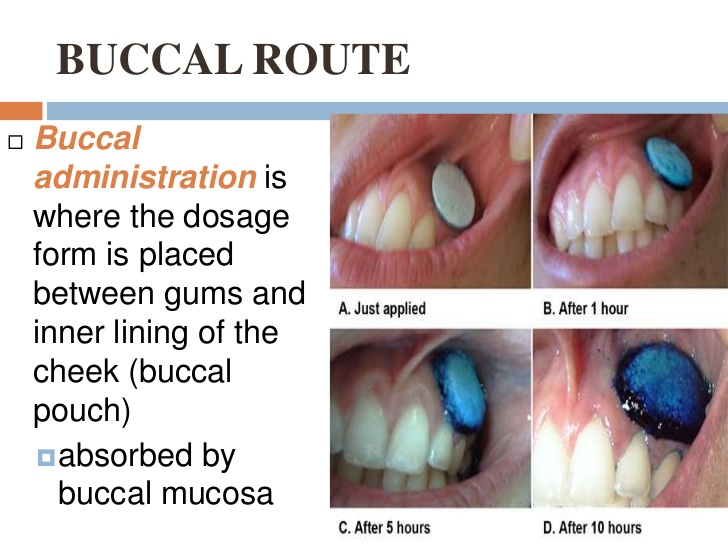 BUCCAL ROUTE
Buccal
administration is
where the dosage
form is placed
between gums and
inner lining of the
cheek (buccal
pouch)
absorbed by
buccal mucosa
A. Just applied
B. After 1 hour
C. After 5 hours
D. After 10 hours